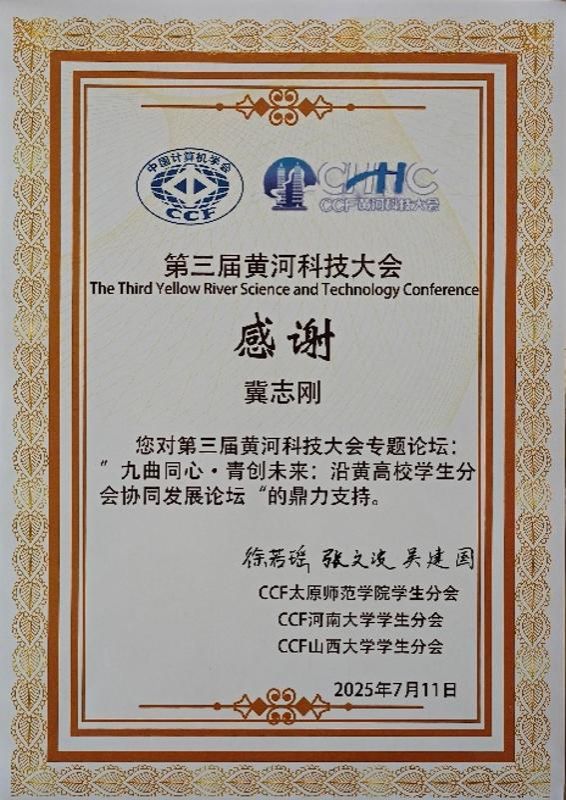 中国计算机学会
CCF
CHHC
CCF黄河科技大会
第三届黄河科技大会
The Third Yellow River Science and Technology Conference
感谢
冀志刚
您对第三届黄河科技大会专题论坛：
”九曲同心·青创未来：沿黄高校学生分
会协同发展论坛“的鼎力支持。
徐若瑶 张文凌 吴建国
CCF太原师范学院学生分会
CCF河南大学学生分会
CCF山西大学学生分会
2025年7月11日